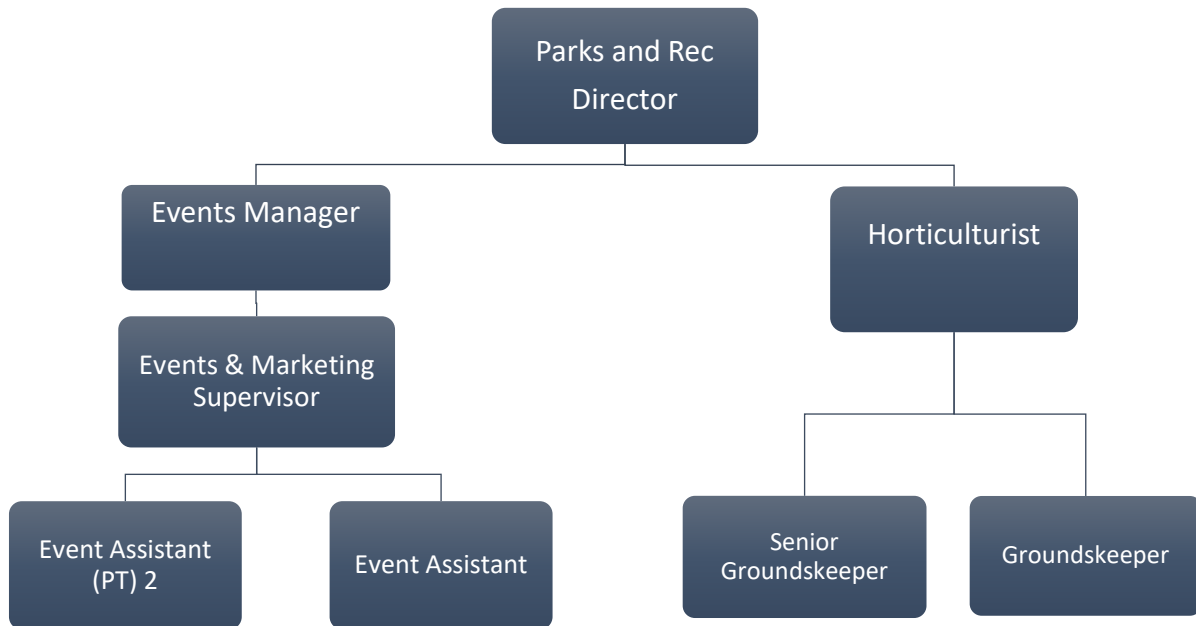 Parks and Rec
Director
Events Manager
Horticulturist
Events & Marketing
Supervisor
Event Assistant
(PT) 2
Event Assistant
Senior
Groundskeeper
Groundskeeper